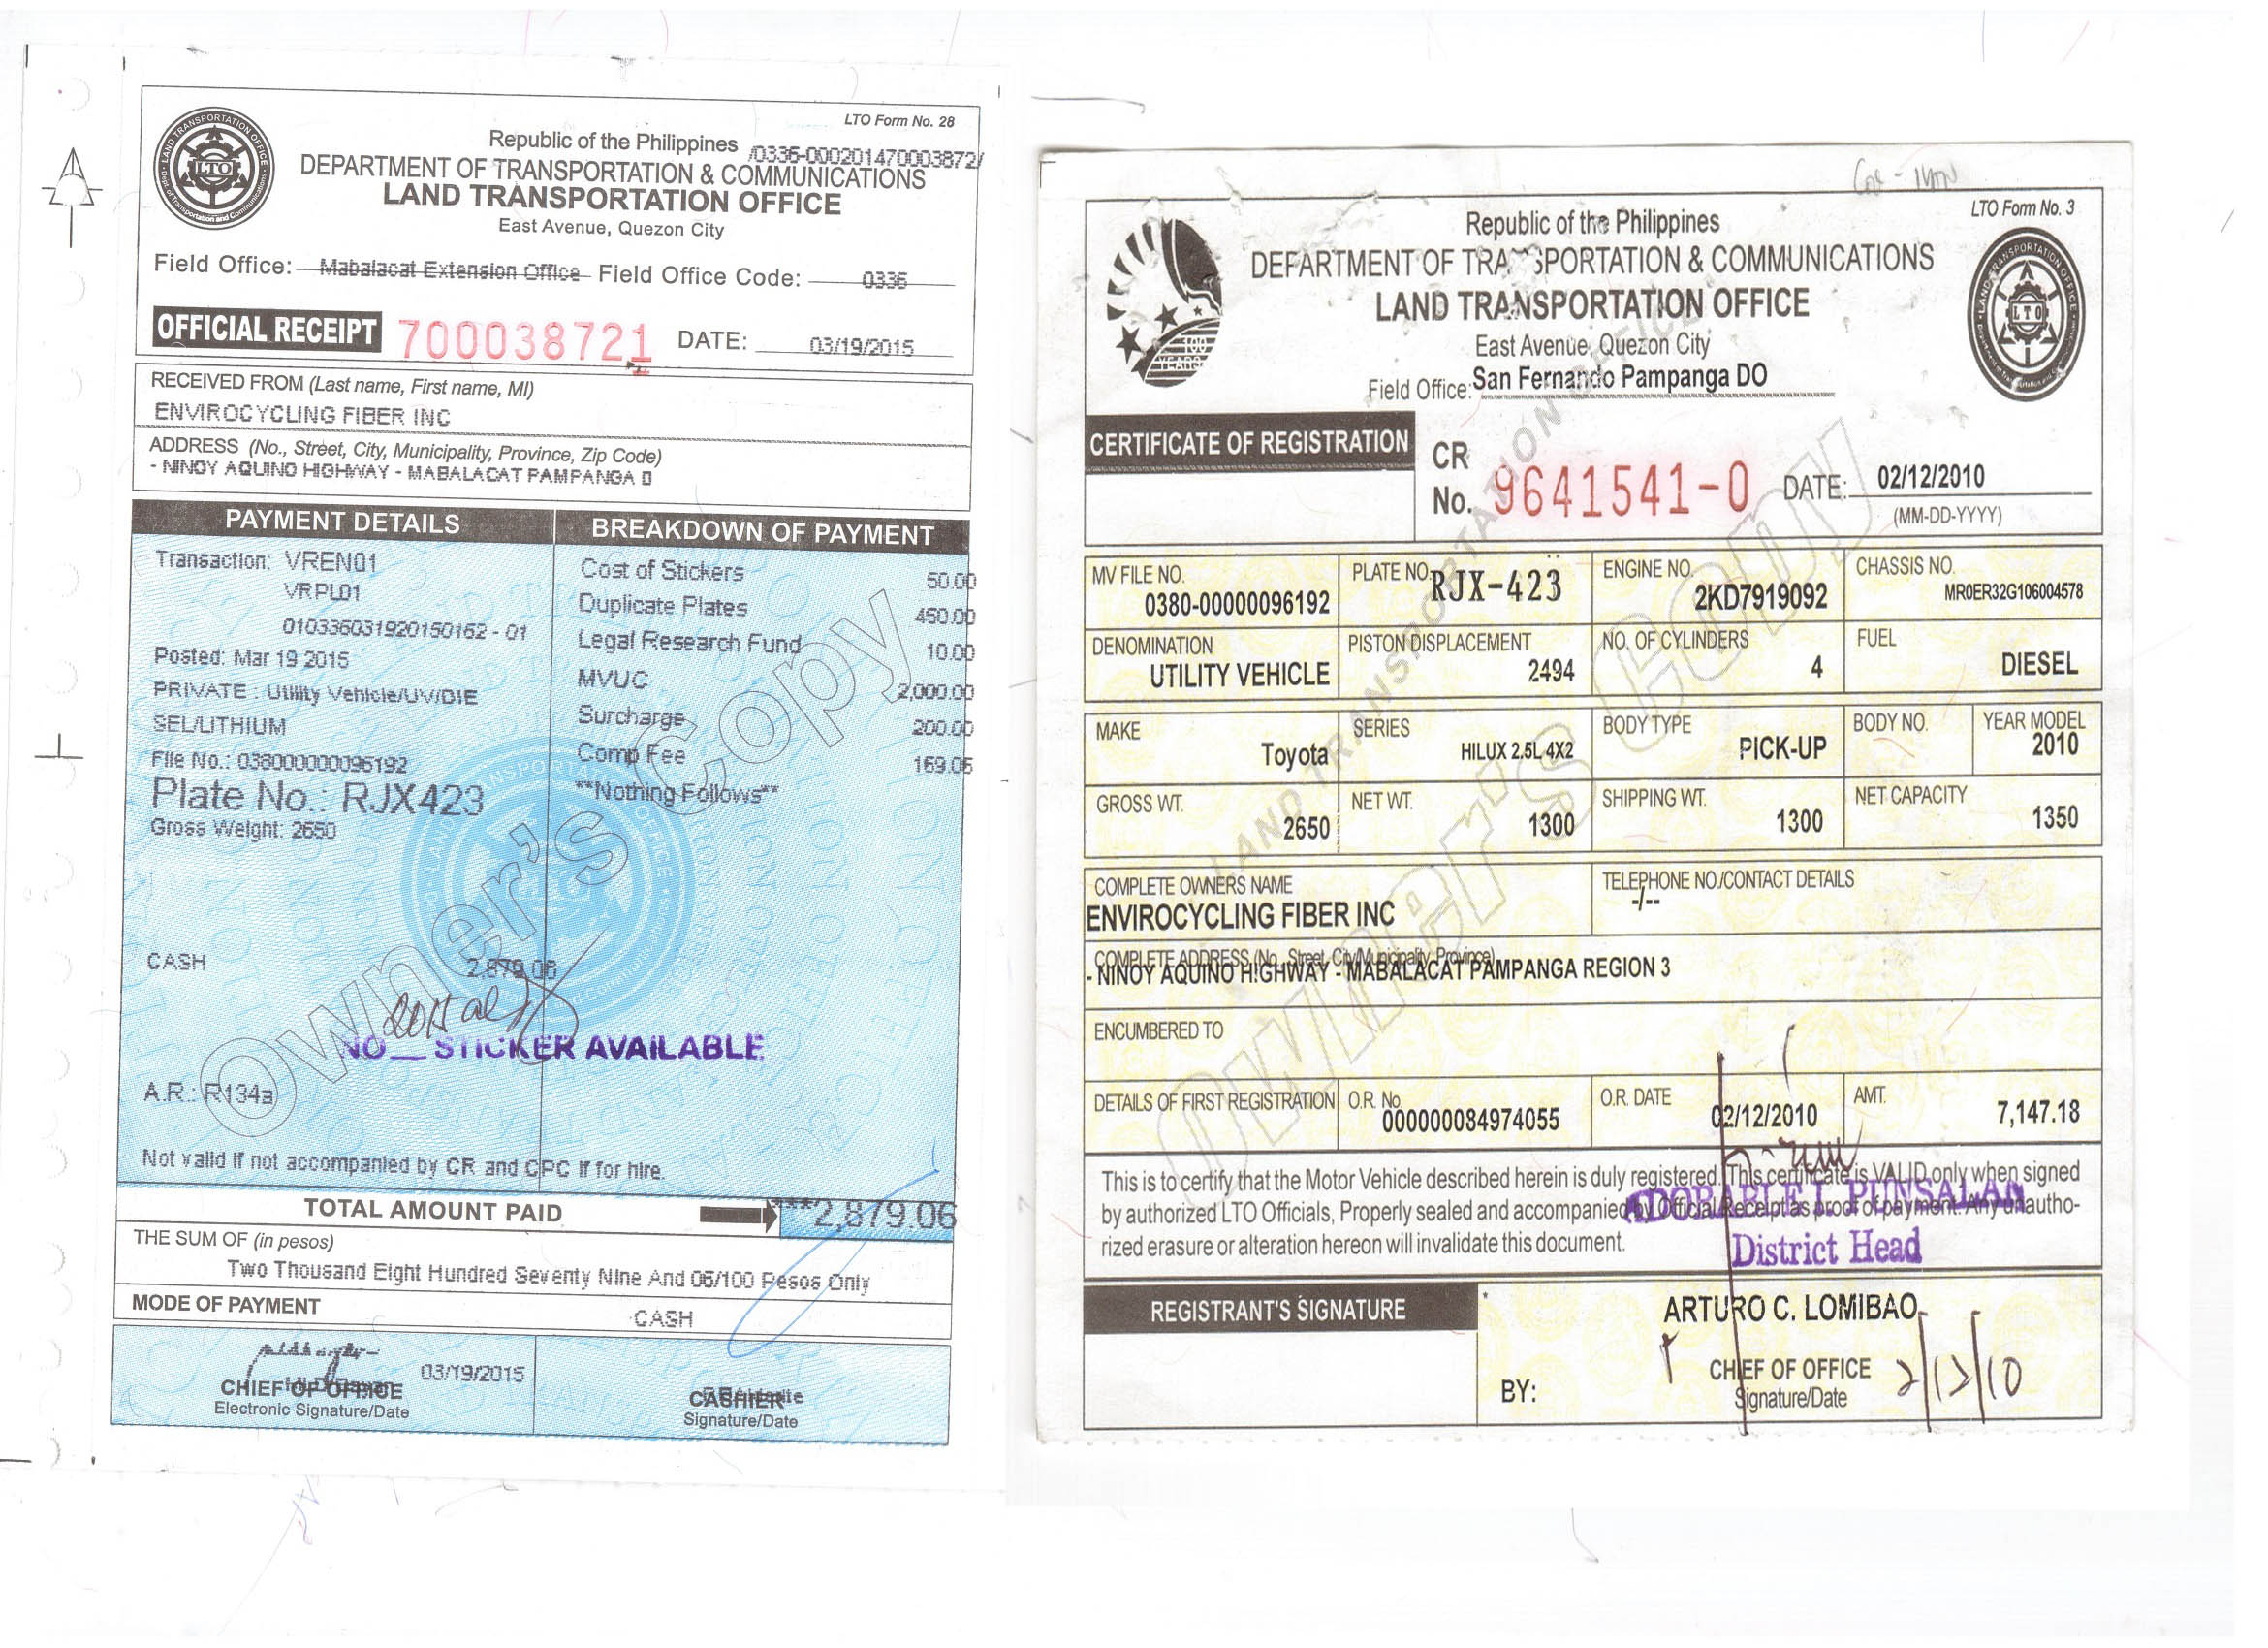 LTO Form No. 28
Republic of the Philippines
/0336-000201470003872/
DEPARTMENT OF TRANSPORTATION & COMMUNICATIONS
LAND TRANSPORTATION OFFICE
East Avenue, Quezon City
Field Office: Mabalacat Extension Office Field Office Code: 0336
OFFICIAL RECEIPT 700038721 DATE: 03/19/2015
RECEIVED FROM (Last name, First name, MI)
ENVIROCYCLING FIBER INC
ADDRESS (No., Street, City, Municipality, Province, Zip Code)
- NINOY AQUINO HIGHWAY - MABALACAT PAMPANGA 0
PAYMENT DETAILS BREAKDOWN OF PAYMENT
Transaction: VREN01
VRPL01
010336031920150162 - 01
Posted: Mar 19 2015
PRIVATE : Utility Vehicle/UV/DIE
SEL/LITHIUM
File No.: 038000000096192
Plate No.: RJX423
Gross Weight: 2650
Cost of Stickers 50.00
Duplicate Plates 450.00
Legal Research Fund 10.00
MVUC 2,000.00
Surcharge 200.00
Comp Fee 169.06
**Nothing Follows**
Owner's Copy
CASH 2,879.06
2015
NO STICKER AVAILABLE
A.R.: R134a
Not valid if not accompanied by CR and CPC if for hire.
TOTAL AMOUNT PAID ***2,879.06
THE SUM OF (in pesos)
Two Thousand Eight Hundred Seventy Nine And 06/100 Pesos Only
MODE OF PAYMENT
CASH
03/19/2015
CHIEF OF OFFICE
Electronic Signature/Date
CASHIER
Signature/Date
LTO Form No. 3
Republic of the Philippines
DEPARTMENT OF TRANSPORTATION & COMMUNICATIONS
LAND TRANSPORTATION OFFICE
East Avenue, Quezon City
Field Office: San Fernando Pampanga DO
100 YEARS
CERTIFICATE OF REGISTRATION
CR No. 9641541-0 DATE: 02/12/2010
(MM-DD-YYYY)
MV FILE NO. PLATE NO. ENGINE NO. CHASSIS NO.
0380-00000096192 RJX-423 2KD7919092 MR0ER32G106004578
DENOMINATION PISTON DISPLACEMENT NO. OF CYLINDERS FUEL
UTILITY VEHICLE 2494 4 DIESEL
MAKE SERIES BODY TYPE BODY NO. YEAR MODEL
Toyota HILUX 2.5L 4X2 PICK-UP 2010
GROSS WT. NET WT. SHIPPING WT. NET CAPACITY
2650 1300 1300 1350
COMPLETE OWNERS NAME TELEPHONE NO./CONTACT DETAILS
ENVIROCYCLING FIBER INC -/--
COMPLETE ADDRESS (No., Street, City/Municipality, Province)
- NINOY AQUINO HIGHWAY - MABALACAT PAMPANGA REGION 3
ENCUMBERED TO
DETAILS OF FIRST REGISTRATION O.R. No. O.R. DATE AMT.
000000084974055 02/12/2010 7,147.18
This is to certify that the Motor Vehicle described herein is duly registered. This certificate is VALID only when signed
by authorized LTO Officials, Properly sealed and accompanied by Official Receipt as proof of payment. Any unautho-
rized erasure or alteration hereon will invalidate this document.
ADORABLE I. PUNSALAN
District Head
REGISTRANT'S SIGNATURE
ARTURO C. LOMIBAO
CHIEF OF OFFICE
BY: Signature/Date
2/12/10
LAND TRANSPORTATION OFFICE
Owner's Copy